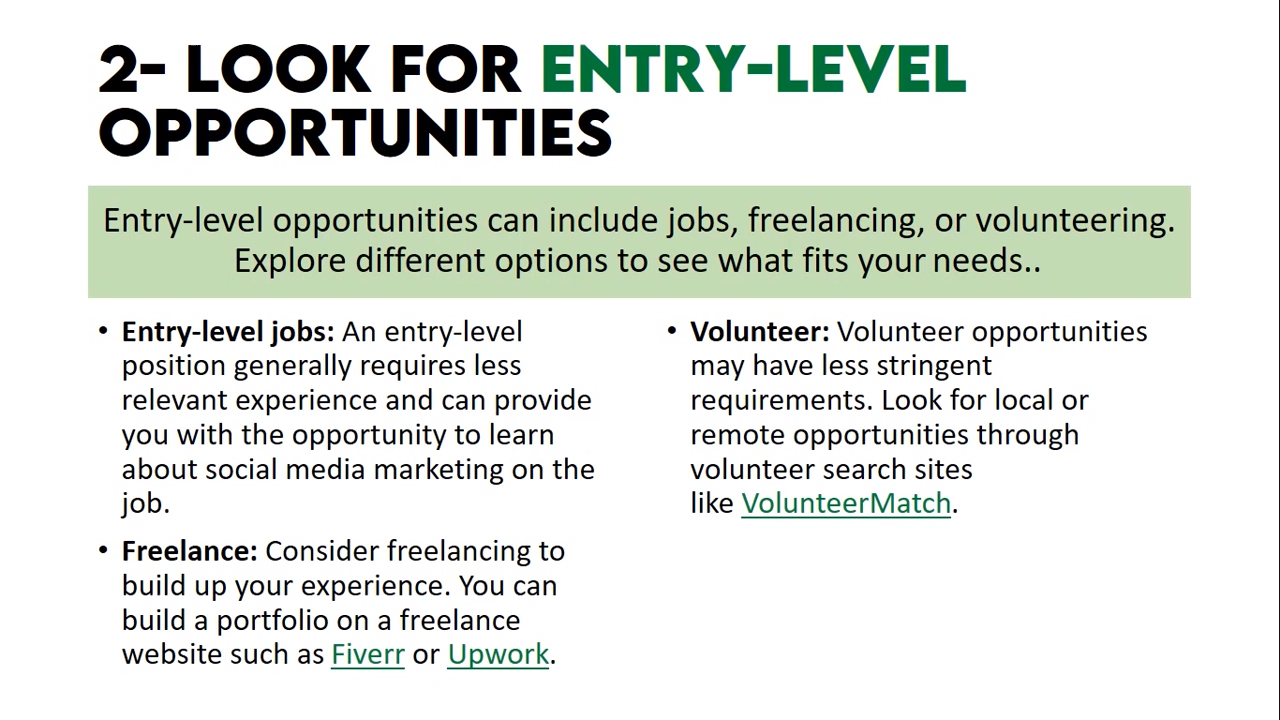 2- LOOK FOR ENTRY-LEVEL
OPPORTUNITIES
Entry-level opportunities can include jobs, freelancing, or volunteering.
Explore different options to see what fits your needs..
• Entry-level jobs: An entry-level
position generally requires less
relevant experience and can provide
you with the opportunity to learn
about social media marketing on the
job.
• Freelance: Consider freelancing to
build up your experience. You can
build a portfolio on a freelance
website such as Fiverr or Upwork.
• Volunteer: Volunteer opportunities
may have less stringent
requirements. Look for local or
remote opportunities through
volunteer search sites
like VolunteerMatch.